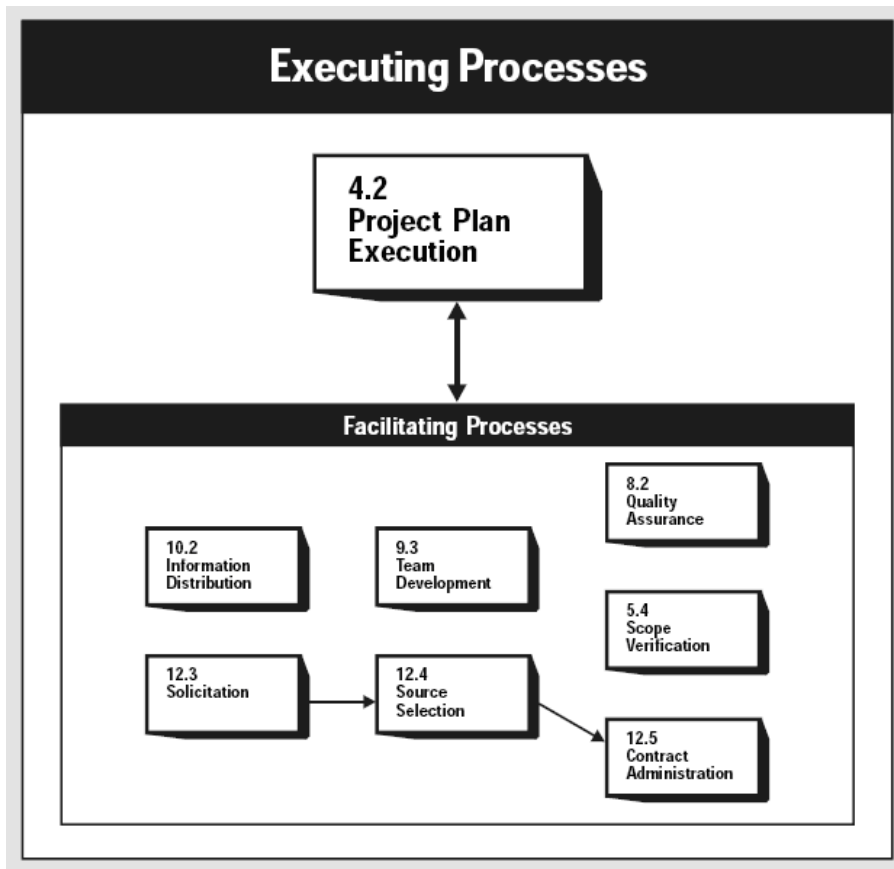 Executing Processes
4.2
Project Plan
Execution
Facilitating Processes
8.2
Quality
Assurance
10.2
Information
Distribution
9.3
Team
Development
5.4
Scope
Verification
12.3
Solicitation
12.4
Source
Selection
12.5
Contract
Administration